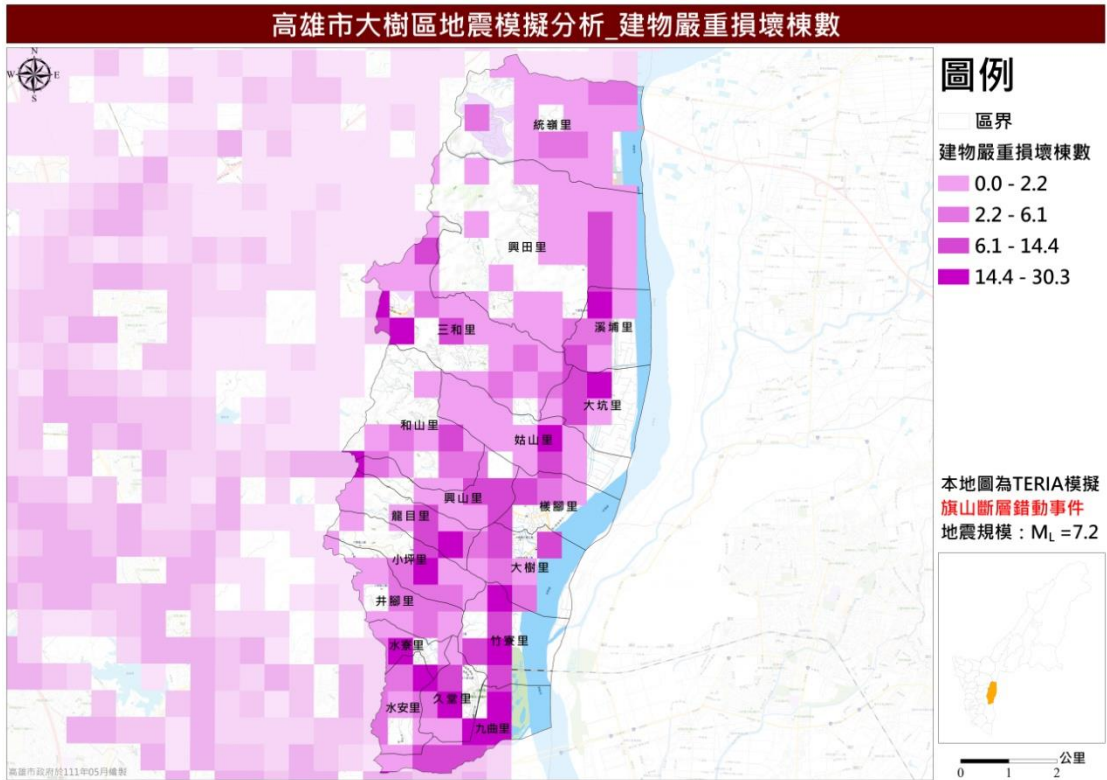 高雄市大樹區地震模擬分析_建物嚴重損壞棟數
N
W
E
S
圖例
區界
建物嚴重損壞棟數
0.0 - 2.2
2.2 - 6.1
6.1 - 14.4
14.4 - 30.3
統嶺里
興田里
溪埔里
三和里
大坑里
和山里
姑山里
興山里
樣腳里
龍目里
小坪里
大樹里
井腳里
竹寮里
水寮里
久堂里
水安里
九曲里
本地圖為TERIA模擬
旗山斷層錯動事件
地震規模：ML =7.2
公里
0 1 2
高雄市政府於111年05月繪製